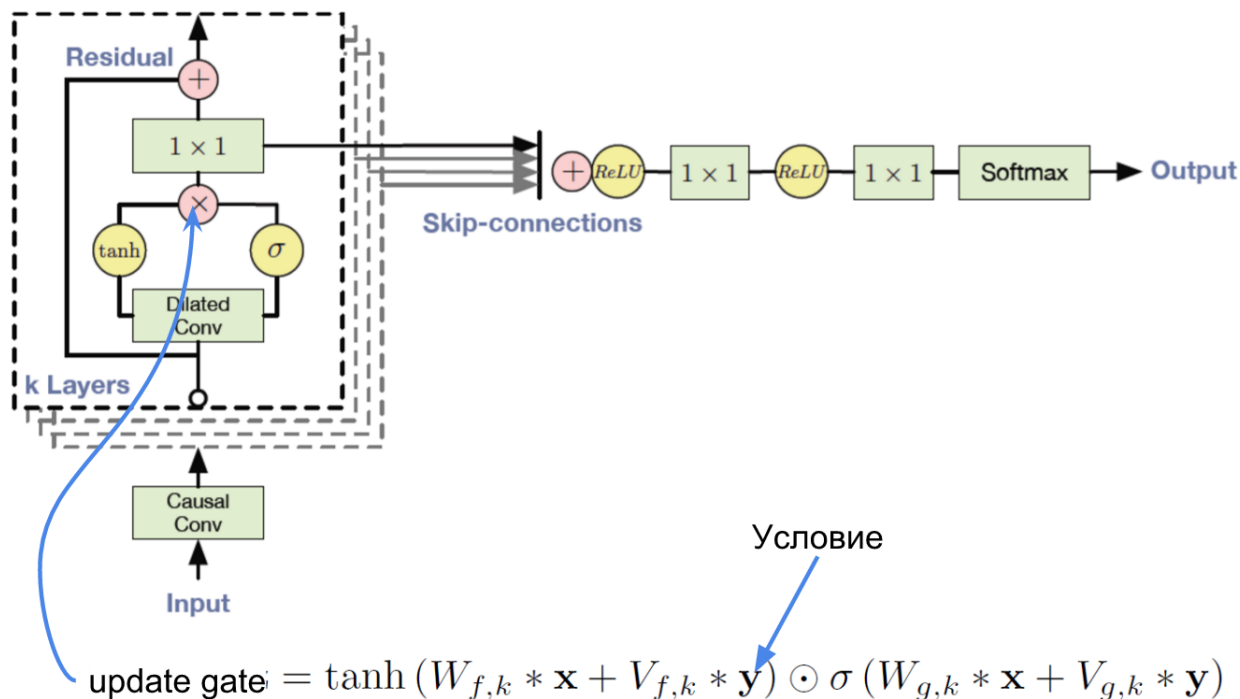 Residual
+
1 × 1
×
tanh
σ
Dilated
Conv
k Layers
Causal
Conv
Input
Skip-connections
+
ReLU
1 × 1
ReLU
1 × 1
Softmax
Output
Условие
update gate = tanh (W_{f,k} * **x** + V_{f,k} * **y**) ⊙ σ (W_{g,k} * **x** + V_{g,k} * **y**)